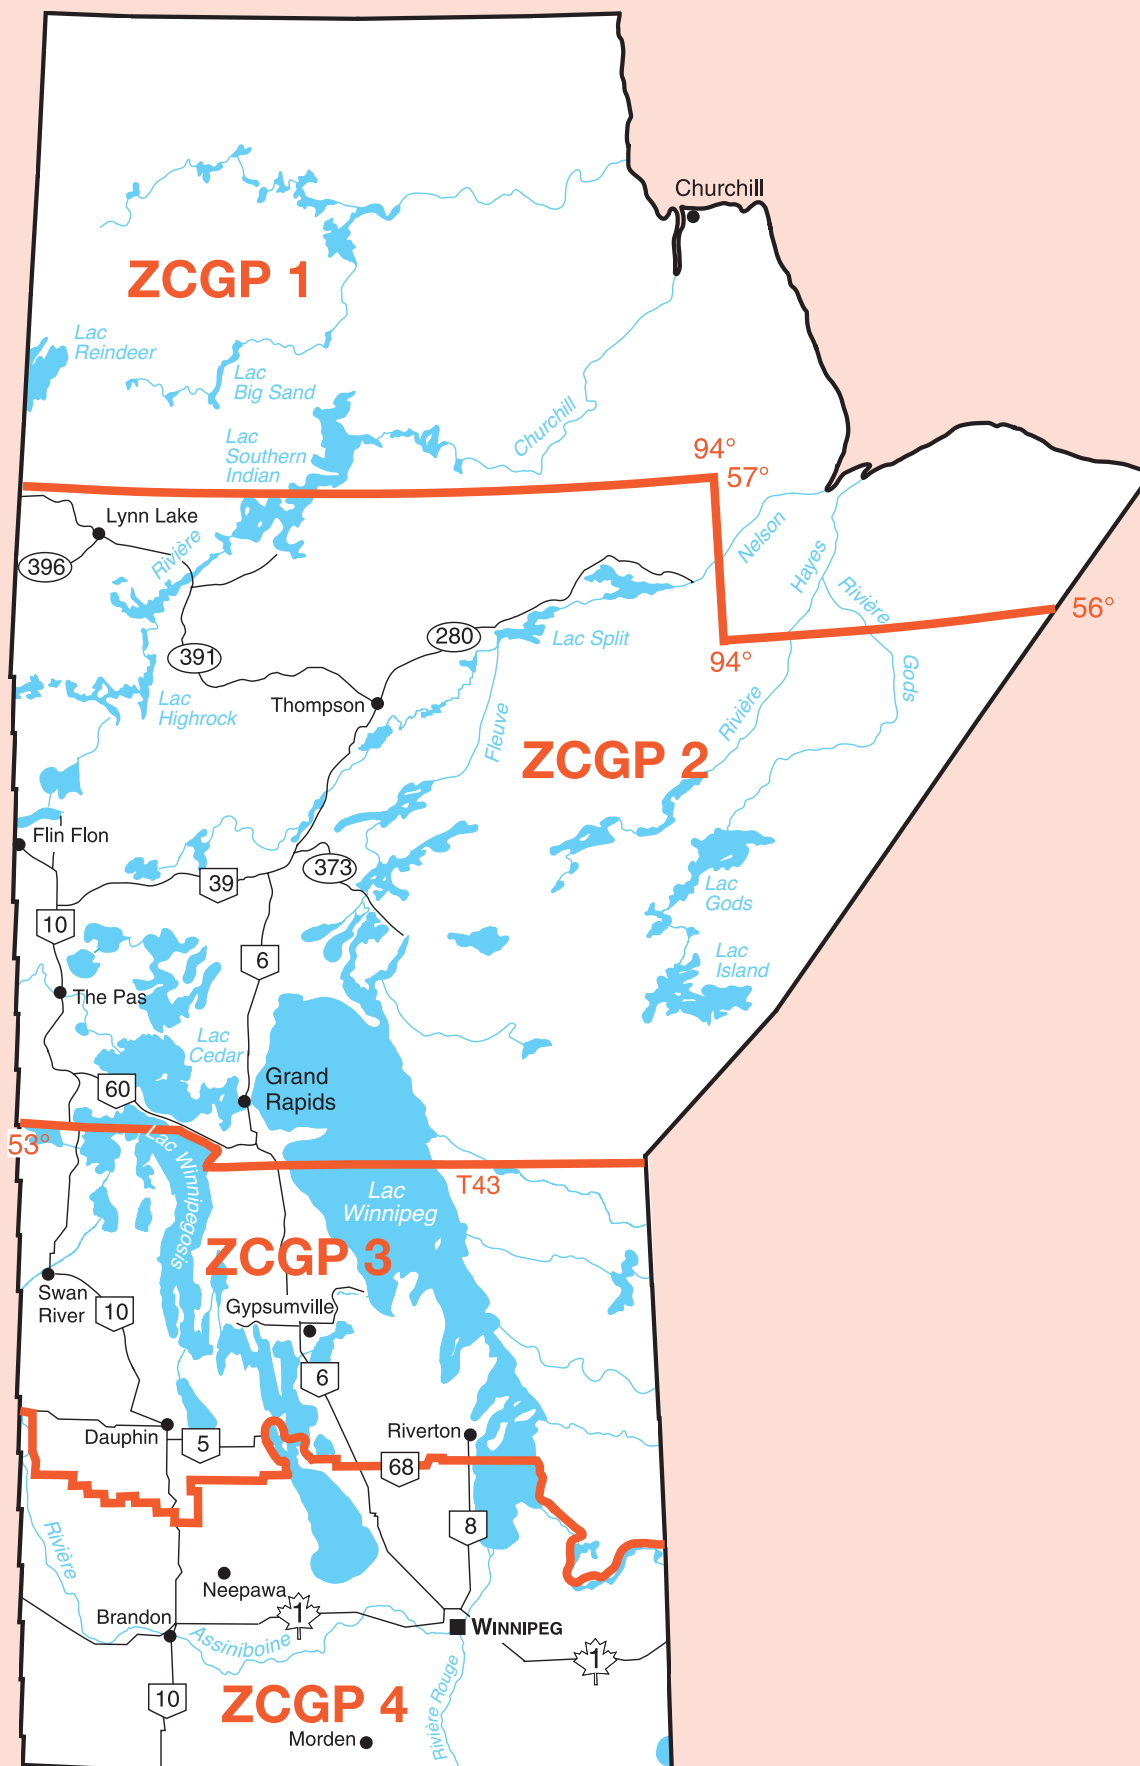 Churchill
ZCGP 1
Lac
Reindeer
Lac
Big Sand
Churchill
Lac
Southern
Indian
94°
57°
Lynn Lake
Rivière
396
Nelson
Hayes
Rivière
56°
280
Lac Split
391
94°
Gods
Lac
Highrock
Thompson
Rivière
Fleuve
ZCGP 2
Flin Flon
373
39
Lac
Gods
10
6
Lac
Island
The Pas
Lac
Cedar
60
Grand
Rapids
53°
Lac Winnipegosis
T43
Lac
Winnipeg
ZCGP 3
Swan
River
10
Gypsumville
6
Dauphin
5
Riverton
68
8
Rivière
Neepawa
1
Brandon
Assiniboine
WINNIPEG
1
10
ZCGP 4
Rivière Rouge
Morden